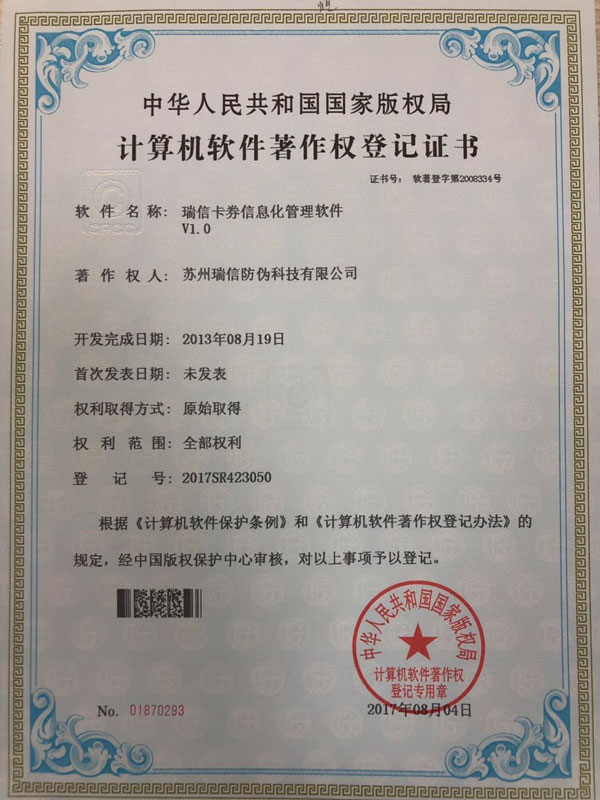 中华人民共和国国家版权局
计算机软件著作权登记证书
证书号： 软著登字第2008334号
软件名称： 瑞信卡券信息化管理软件
V1.0
CPCC
著作权人： 苏州瑞信防伪科技有限公司
开发完成日期： 2013年08月19日
首次发表日期： 未发表
权利取得方式： 原始取得
权利范围： 全部权利
登记号： 2017SR423050
根据《计算机软件保护条例》和《计算机软件著作权登记办法》的
规定，经中国版权保护中心审核，对以上事项予以登记。
中华人民共和国国家版权局
计算机软件著作权
登记专用章
No. 01870293
2017年08月04日